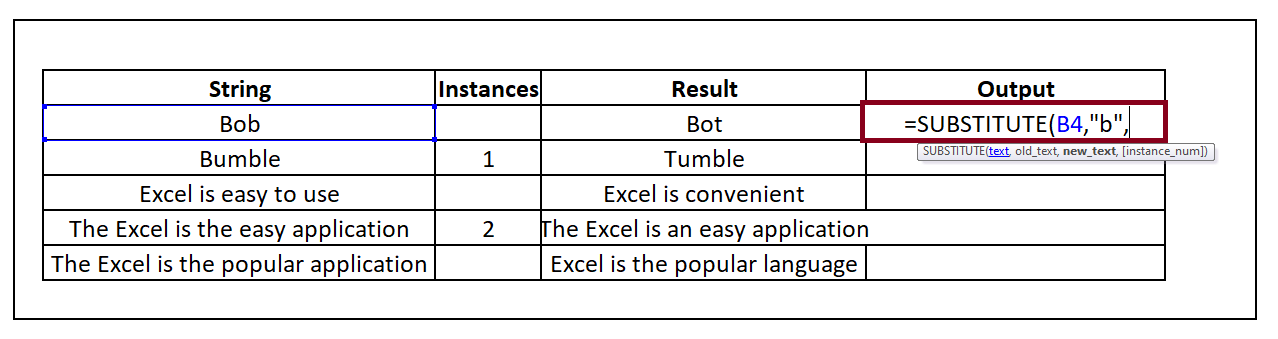 String Instances Result Output
Bob Bot =SUBSTITUTE(B4,"b",
SUBSTITUTE(text, old_text, new_text, [instance_num])
Bumble 1 Tumble
Excel is easy to use Excel is convenient
The Excel is the easy application 2 The Excel is an easy application
The Excel is the popular application Excel is the popular language